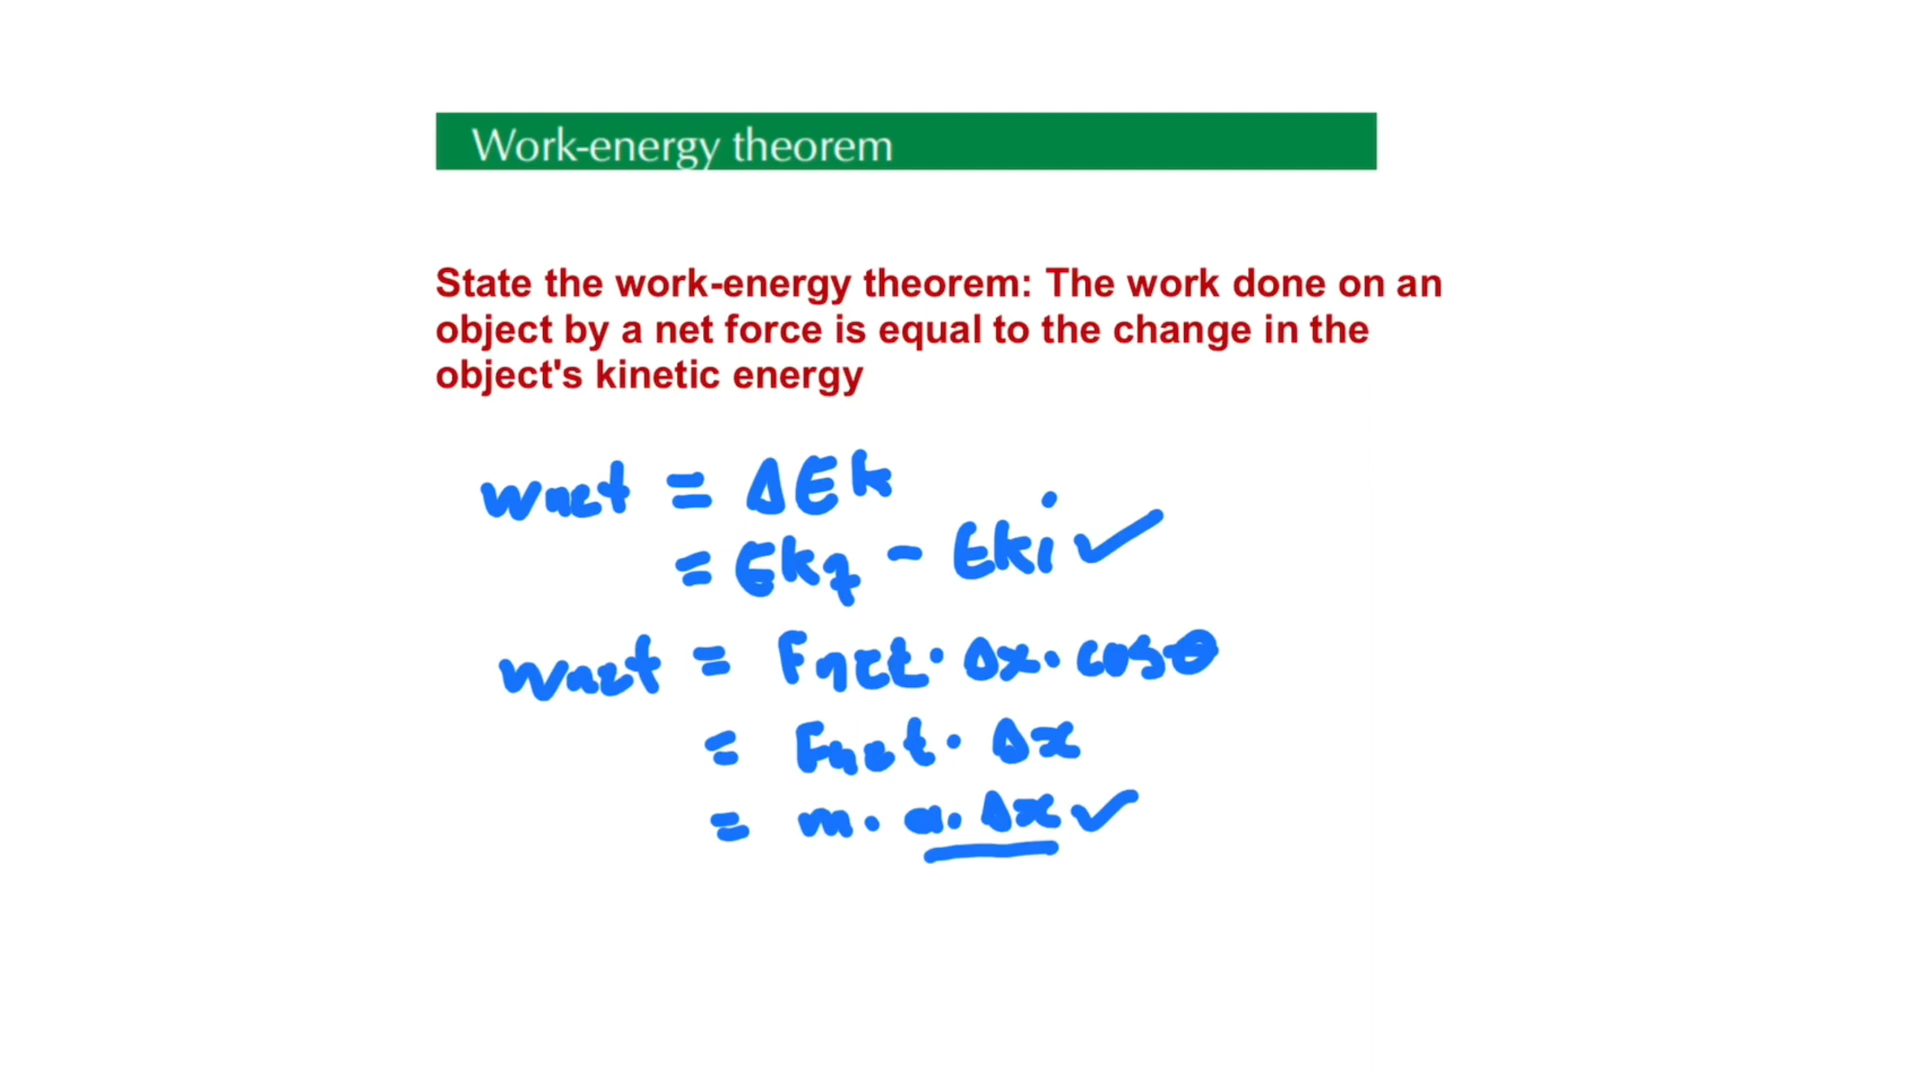 Work-energy theorem
State the work-energy theorem: The work done on an
object by a net force is equal to the change in the
object's kinetic energy
Wnet = ΔEk
= Ekf - Eki ✓
Wnet = Fnet · Δx · cosθ
= Fnet · Δx
= m · a · Δx ✓